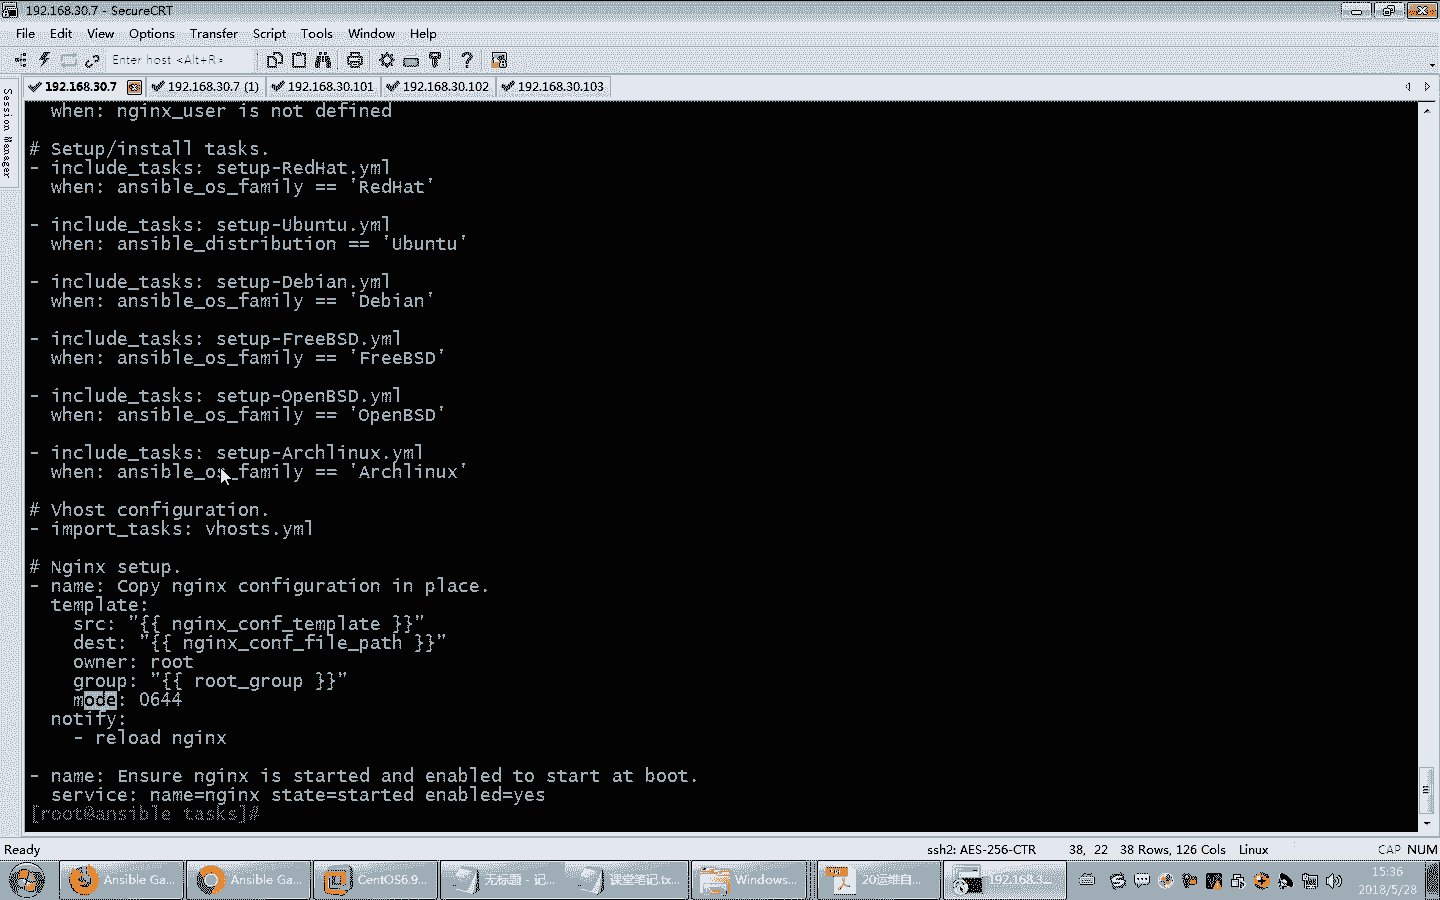 192.168.30.7 - SecureCRT
File Edit View Options Transfer Script Tools Window Help
Enter host <Alt+R>
192.168.30.7 192.168.30.7 (1) 192.168.30.101 192.168.30.102 192.168.30.103
Session Manager
when: nginx_user is not defined
# Setup/install tasks.
- include_tasks: setup-RedHat.yml
when: ansible_os_family == 'RedHat'
- include_tasks: setup-Ubuntu.yml
when: ansible_distribution == 'Ubuntu'
- include_tasks: setup-Debian.yml
when: ansible_os_family == 'Debian'
- include_tasks: setup-FreeBSD.yml
when: ansible_os_family == 'FreeBSD'
- include_tasks: setup-OpenBSD.yml
when: ansible_os_family == 'OpenBSD'
- include_tasks: setup-Archlinux.yml
when: ansible_os_family == 'Archlinux'
# Vhost configuration.
- import_tasks: vhosts.yml
# Nginx setup.
- name: Copy nginx configuration in place.
template:
src: "{{ nginx_conf_template }}"
dest: "{{ nginx_conf_file_path }}"
owner: root
group: "{{ root_group }}"
mode: 0644
notify:
- reload nginx
- name: Ensure nginx is started and enabled to start at boot.
service: name=nginx state=started enabled=yes
[root@ansible tasks]#
Ready ssh2: AES-256-CTR 38, 22 38 Rows, 126 Cols Linux CAP NUM
Ansible Ga... Ansible Ga... CentOS6.9... 无标题 - 记... 课堂笔记.tx... Windows... 20运维自... 192.168.3... 15:36
2018/5/28